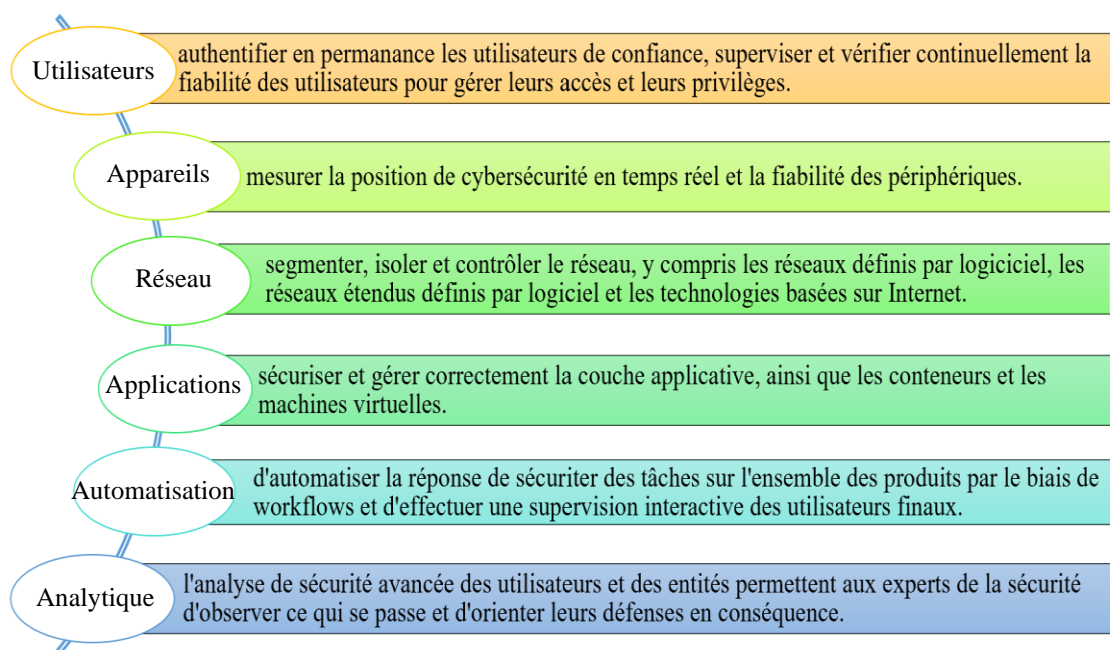 Utilisateurs
authentifier en permanance les utilisateurs de confiance, superviser et vérifier continuellement la
fiabilité des utilisateurs pour gérer leurs accès et leurs privilèges.
Appareils
mesurer la position de cybersécurité en temps réel et la fiabilité des périphériques.
Réseau
segmenter, isoler et contrôler le réseau, y compris les réseaux définis par logiciciel, les
réseaux étendus définis par logiciel et les technologies basées sur Internet.
Applications
sécuriser et gérer correctement la couche applicative, ainsi que les conteneurs et les
machines virtuelles.
Automatisation
d'automatiser la réponse de sécuriter des tâches sur l'ensemble des produits par le biais de
workflows et d'effectuer une supervision interactive des utilisateurs finaux.
Analytique
l'analyse de sécurité avancée des utilisateurs et des entités permettent aux experts de la sécurité
d'observer ce qui se passe et d'orienter leurs défenses en conséquence.